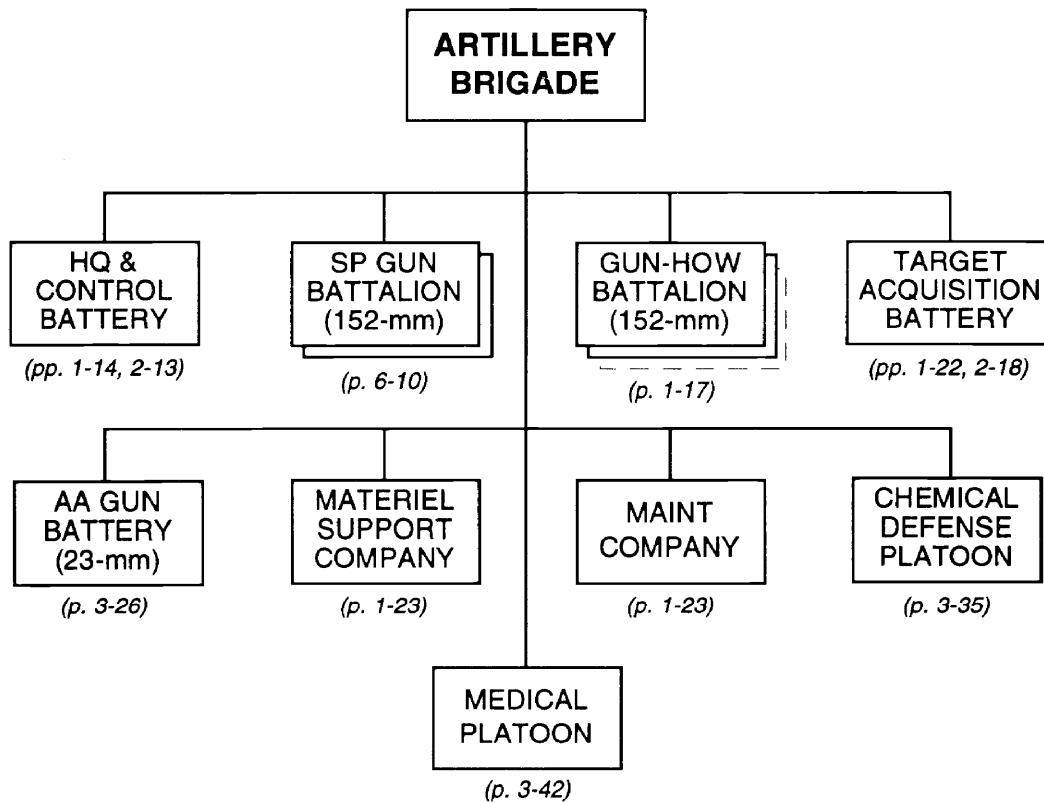 ARTILLERY
BRIGADE
HQ &
CONTROL
BATTERY
(pp. 1-14, 2-13)
SP GUN
BATTALION
(152-mm)
(p. 6-10)
GUN-HOW
BATTALION
(152-mm)
(p. 1-17)
TARGET
ACQUISITION
BATTERY
(pp. 1-22, 2-18)
AA GUN
BATTERY
(23-mm)
(p. 3-26)
MATERIEL
SUPPORT
COMPANY
(p. 1-23)
MAINT
COMPANY
(p. 1-23)
CHEMICAL
DEFENSE
PLATOON
(p. 3-35)
MEDICAL
PLATOON
(p. 3-42)